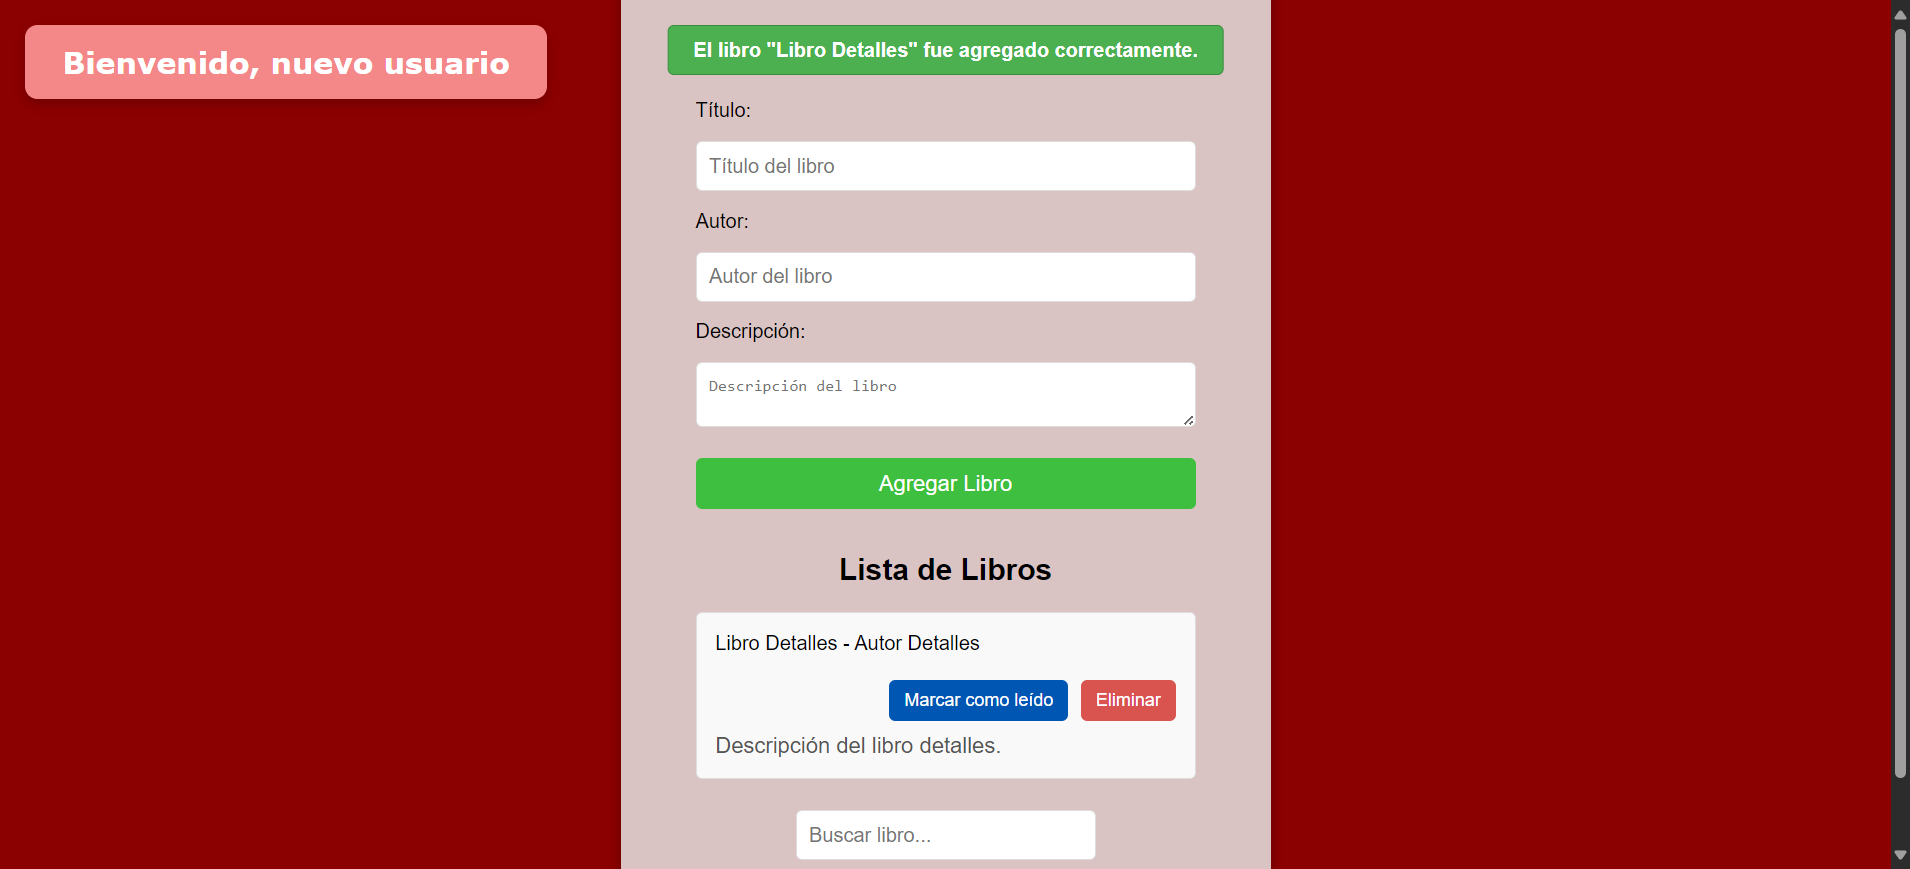 Bienvenido, nuevo usuario
El libro "Libro Detalles" fue agregado correctamente.
Título:
Título del libro
Autor:
Autor del libro
Descripción:
Descripción del libro
Agregar Libro
Lista de Libros
Libro Detalles - Autor Detalles
Marcar como leído Eliminar
Descripción del libro detalles.
Buscar libro...